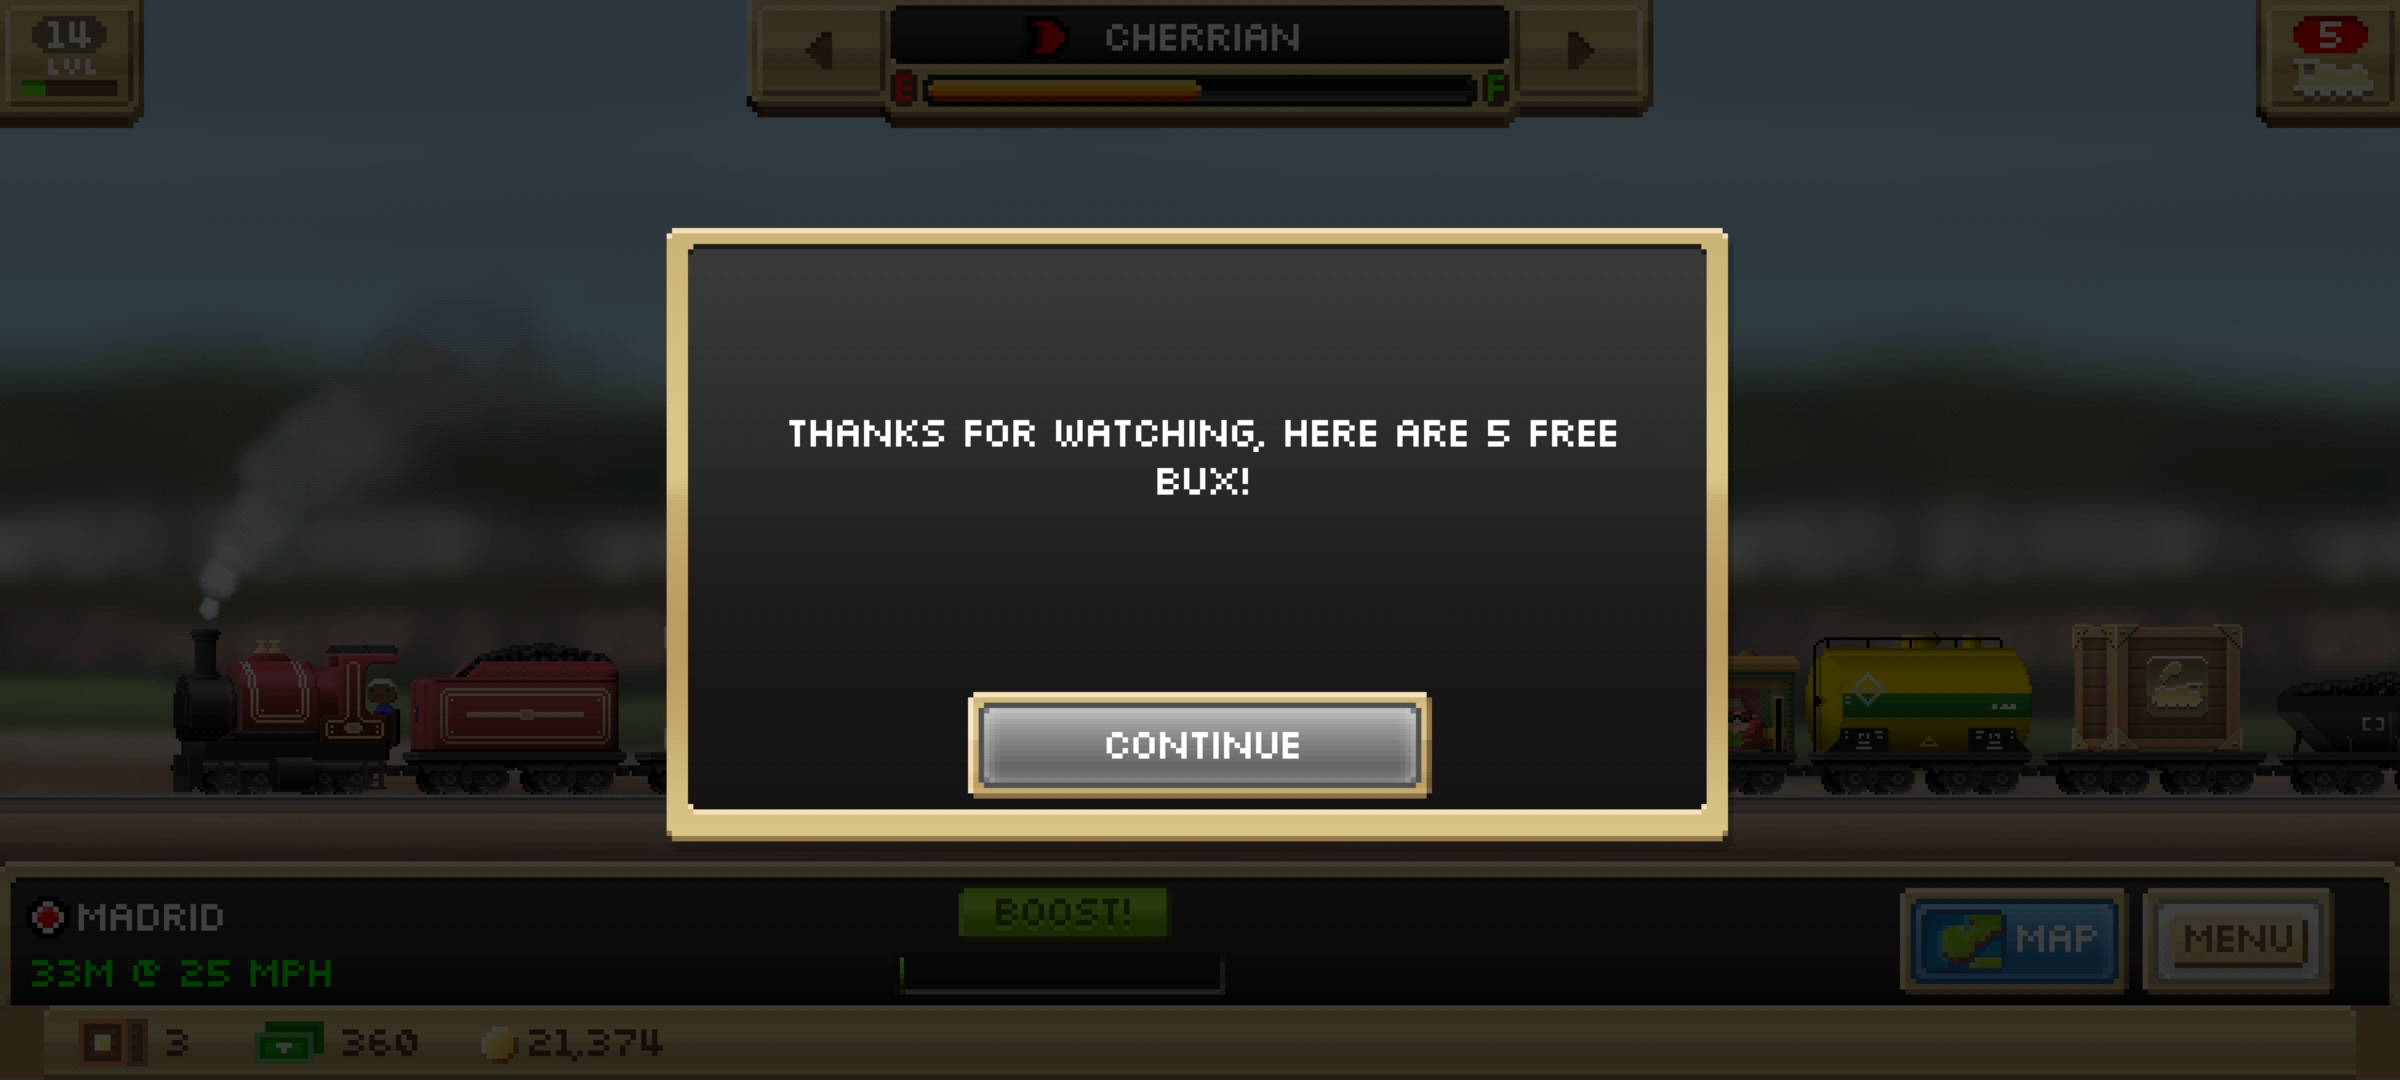 14
LVL
CHERRIAN
E
F
5
THANKS FOR WATCHING, HERE ARE 5 FREE
BUX!
CONTINUE
MADRID
33M @ 25 MPH
BOOST!
MAP
MENU
3
360
21,374